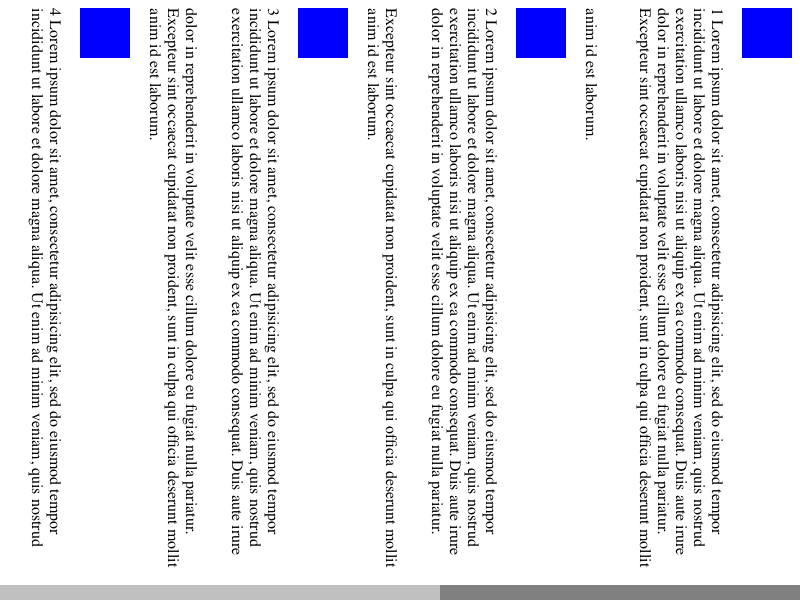 1 Lorem ipsum dolor sit amet, consectetur adipisicing elit, sed do eiusmod tempor
incididunt ut labore et dolore magna aliqua. Ut enim ad minim veniam, quis nostrud
exercitation ullamco laboris nisi ut aliquip ex ea commodo consequat. Duis aute irure
dolor in reprehenderit in voluptate velit esse cillum dolore eu fugiat nulla pariatur.
Excepteur sint occaecat cupidatat non proident, sunt in culpa qui officia deserunt mollit
anim id est laborum.
2 Lorem ipsum dolor sit amet, consectetur adipisicing elit, sed do eiusmod tempor
incididunt ut labore et dolore magna aliqua. Ut enim ad minim veniam, quis nostrud
exercitation ullamco laboris nisi ut aliquip ex ea commodo consequat. Duis aute irure
dolor in reprehenderit in voluptate velit esse cillum dolore eu fugiat nulla pariatur.
Excepteur sint occaecat cupidatat non proident, sunt in culpa qui officia deserunt mollit
anim id est laborum.
3 Lorem ipsum dolor sit amet, consectetur adipisicing elit, sed do eiusmod tempor
incididunt ut labore et dolore magna aliqua. Ut enim ad minim veniam, quis nostrud
exercitation ullamco laboris nisi ut aliquip ex ea commodo consequat. Duis aute irure
dolor in reprehenderit in voluptate velit esse cillum dolore eu fugiat nulla pariatur.
Excepteur sint occaecat cupidatat non proident, sunt in culpa qui officia deserunt mollit
anim id est laborum.
4 Lorem ipsum dolor sit amet, consectetur adipisicing elit, sed do eiusmod tempor
incididunt ut labore et dolore magna aliqua. Ut enim ad minim veniam, quis nostrud